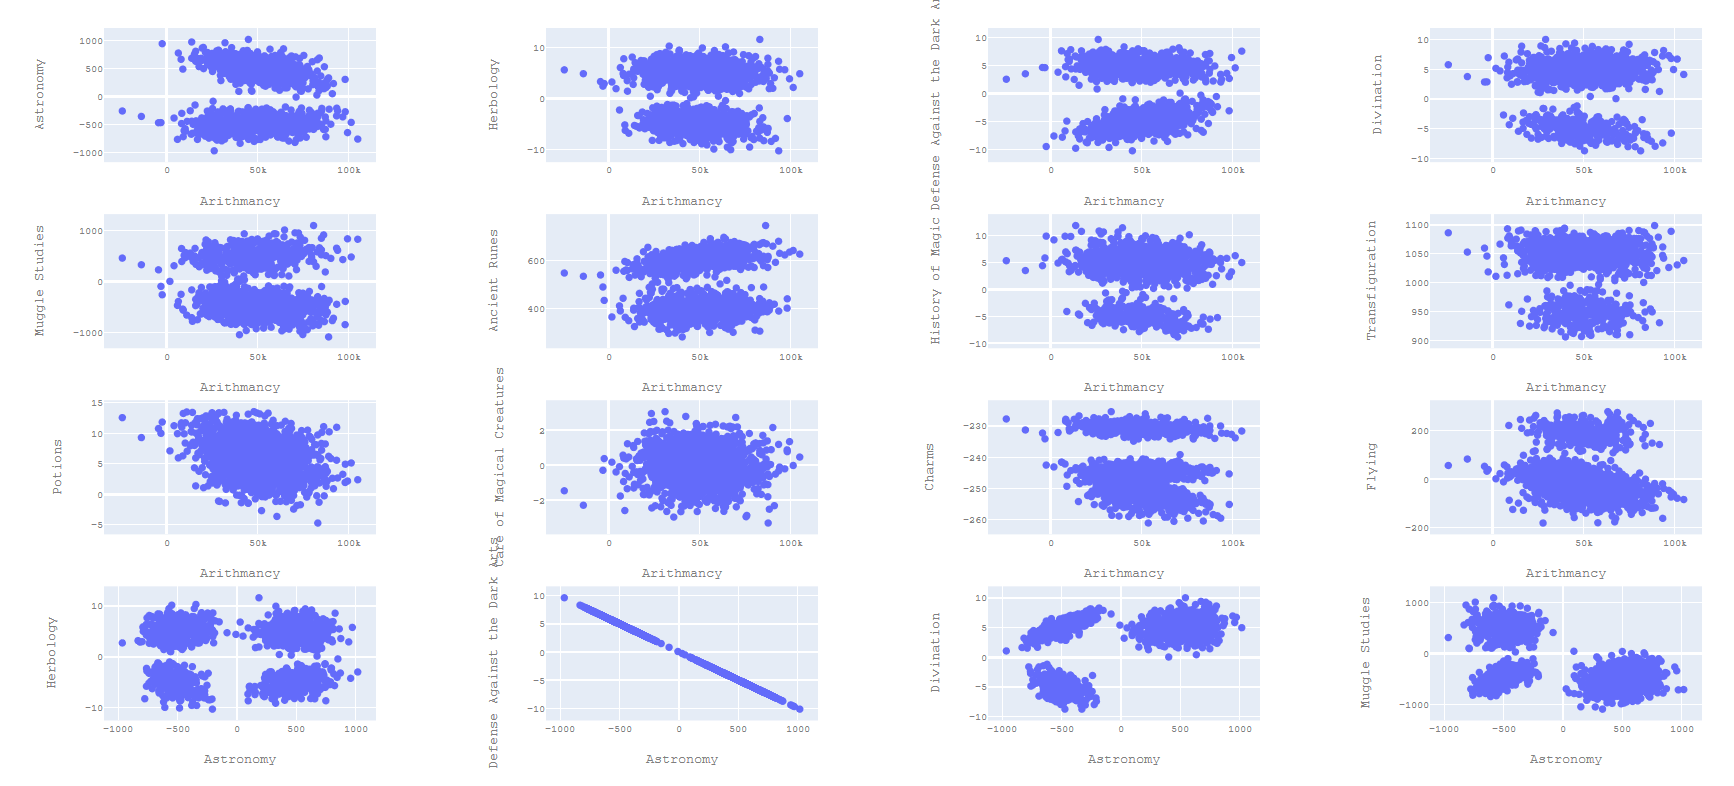 Astronomy
1000
500
0
−500
−1000
0
50k
100k
Arithmancy
Herbology
10
0
−10
0
50k
100k
Arithmancy
Defense Against the Dark
10
5
0
−5
−10
0
50k
100k
Arithmancy
Divination
10
5
0
−5
−10
0
50k
100k
Arithmancy
Muggle Studies
1000
0
−1000
0
50k
100k
Arithmancy
Ancient Runes
600
400
0
50k
100k
Arithmancy
History of Magic
10
5
0
−5
−10
0
50k
100k
Arithmancy
Transfiguration
1100
1050
1000
950
900
0
50k
100k
Arithmancy
Potions
15
10
5
0
−5
0
50k
100k
Arithmancy
Care of Magical Creatures
2
0
−2
0
50k
100k
Arithmancy
Charms
−230
−240
−250
−260
0
50k
100k
Arithmancy
Flying
200
0
−200
0
50k
100k
Arithmancy
Herbology
10
0
−10
−1000
−500
0
500
1000
Astronomy
Defense Against the Dark Arts
10
5
0
−5
−10
−1000
−500
0
500
1000
Astronomy
Divination
10
5
0
−5
−10
−1000
−500
0
500
1000
Astronomy
Muggle Studies
1000
0
−1000
−1000
−500
0
500
1000
Astronomy